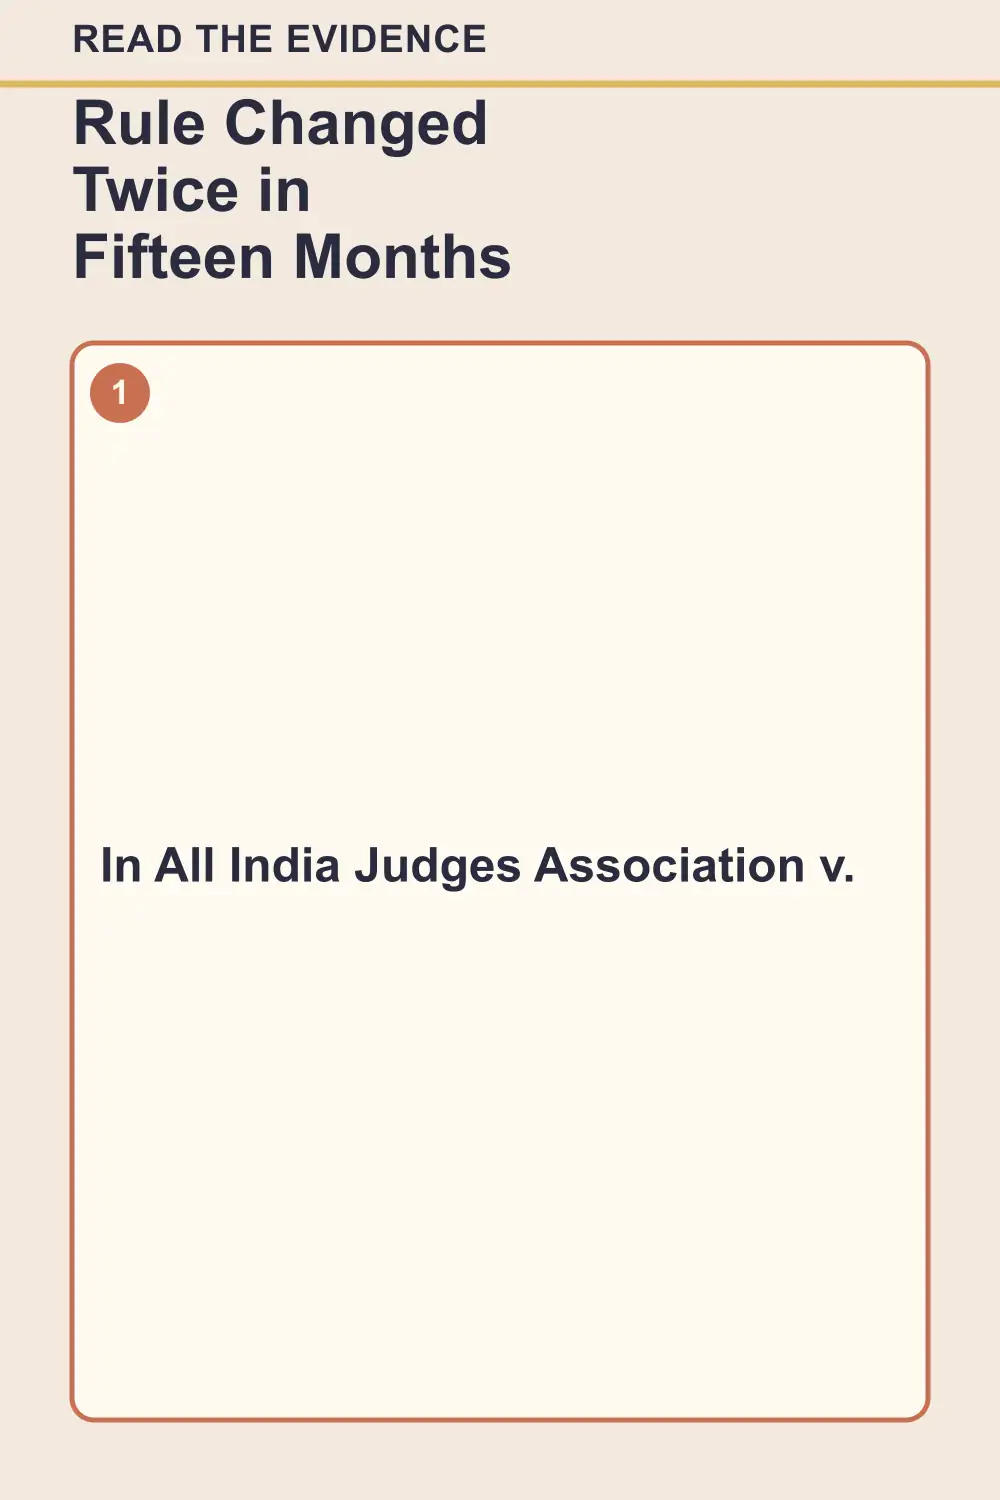 READ THE EVIDENCE
Rule Changed
Twice in
Fifteen Months
1
In All India Judges Association v.